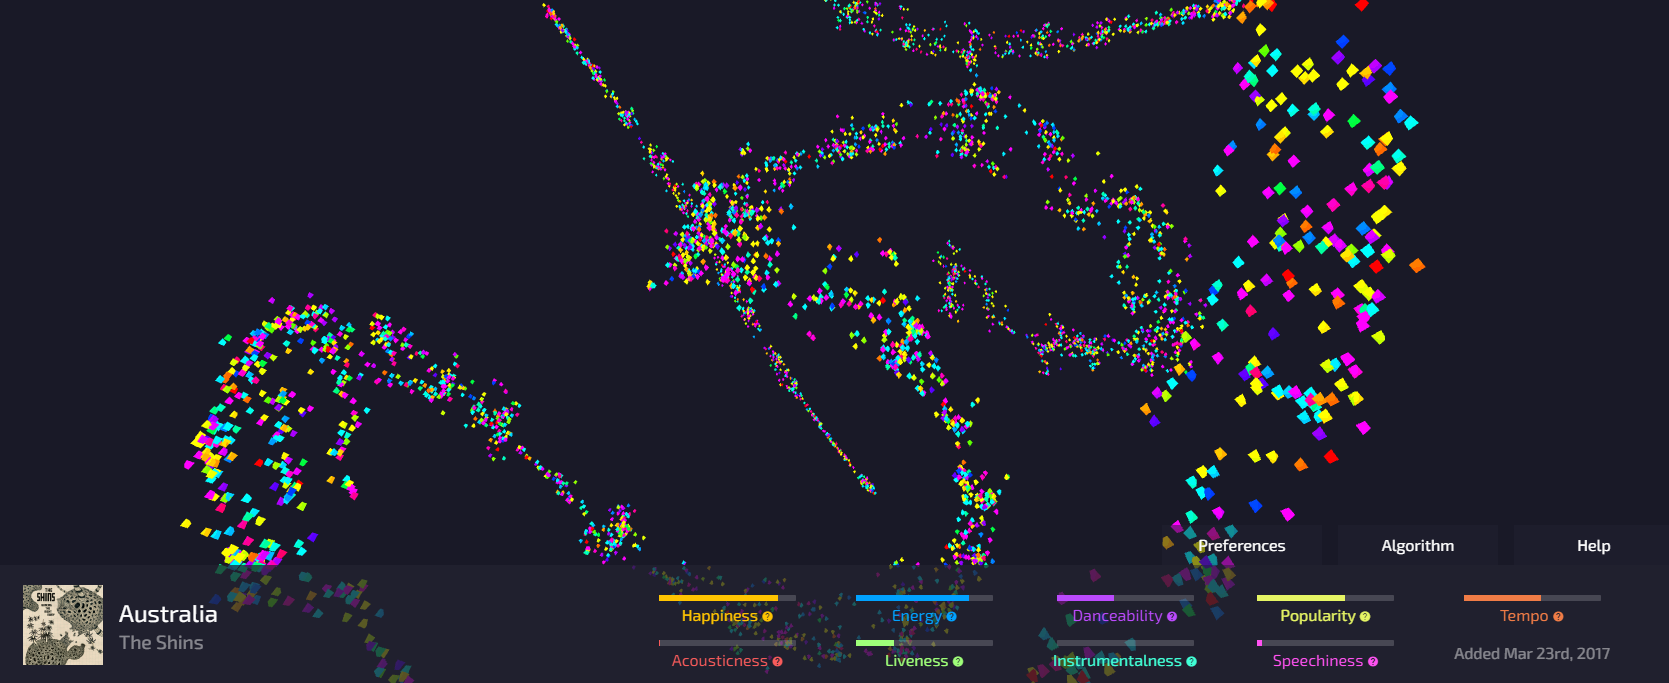 Preferences
Algorithm
Help
THE
SHINS
Australia
The Shins
Happiness ?
Energy ?
Danceability ?
Popularity ?
Tempo ?
Acousticness ?
Liveness ?
Instrumentalness ?
Speechiness ?
Added Mar 23rd, 2017